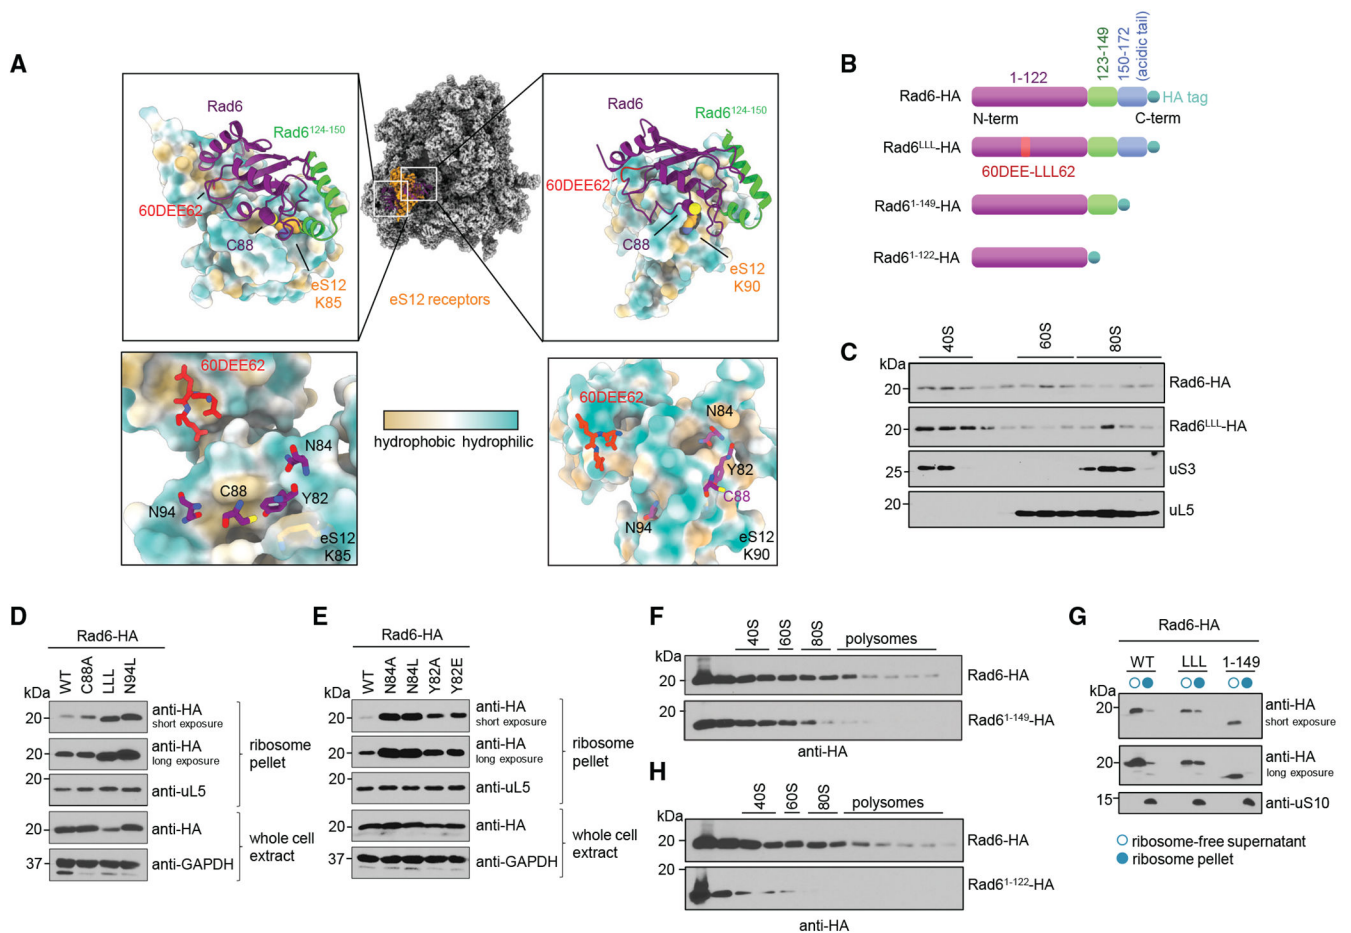 A
Rad6
Rad6124-150
60DEE62
C88
eS12
K85
eS12 receptors
Rad6
Rad6124-150
60DEE62
C88
eS12
K90
60DEE62
N84
C88
Y82
N94
eS12
K85
hydrophobic hydrophilic
60DEE62
N84
Y82
C88
N94
eS12
K90
B
1-122
123-149
150-172
(acidic tail)
Rad6-HA
HA tag
N-term
C-term
Rad6LLL-HA
60DEE-LLL62
Rad61-149-HA
Rad61-122-HA
C
40S
60S
80S
kDa
20
Rad6-HA
20
Rad6LLL-HA
25
uS3
20
uL5
D
Rad6-HA
WT
C88A
LLL
N94L
kDa
20
anti-HA
short exposure
20
anti-HA
long exposure
20
anti-uL5
ribosome
pellet
20
anti-HA
37
anti-GAPDH
whole cell
extract
E
Rad6-HA
WT
N84A
N84L
Y82A
Y82E
kDa
20
anti-HA
short exposure
20
anti-HA
long exposure
20
anti-uL5
ribosome
pellet
20
anti-HA
37
anti-GAPDH
whole cell
extract
F
40S
60S
80S
polysomes
kDa
20
Rad6-HA
20
Rad61-149-HA
anti-HA
H
40S
60S
80S
polysomes
kDa
20
Rad6-HA
20
Rad61-122-HA
anti-HA
G
Rad6-HA
WT
LLL
1-149
kDa
20
anti-HA
short exposure
20
anti-HA
long exposure
15
anti-uS10
ribosome-free supernatant
ribosome pellet